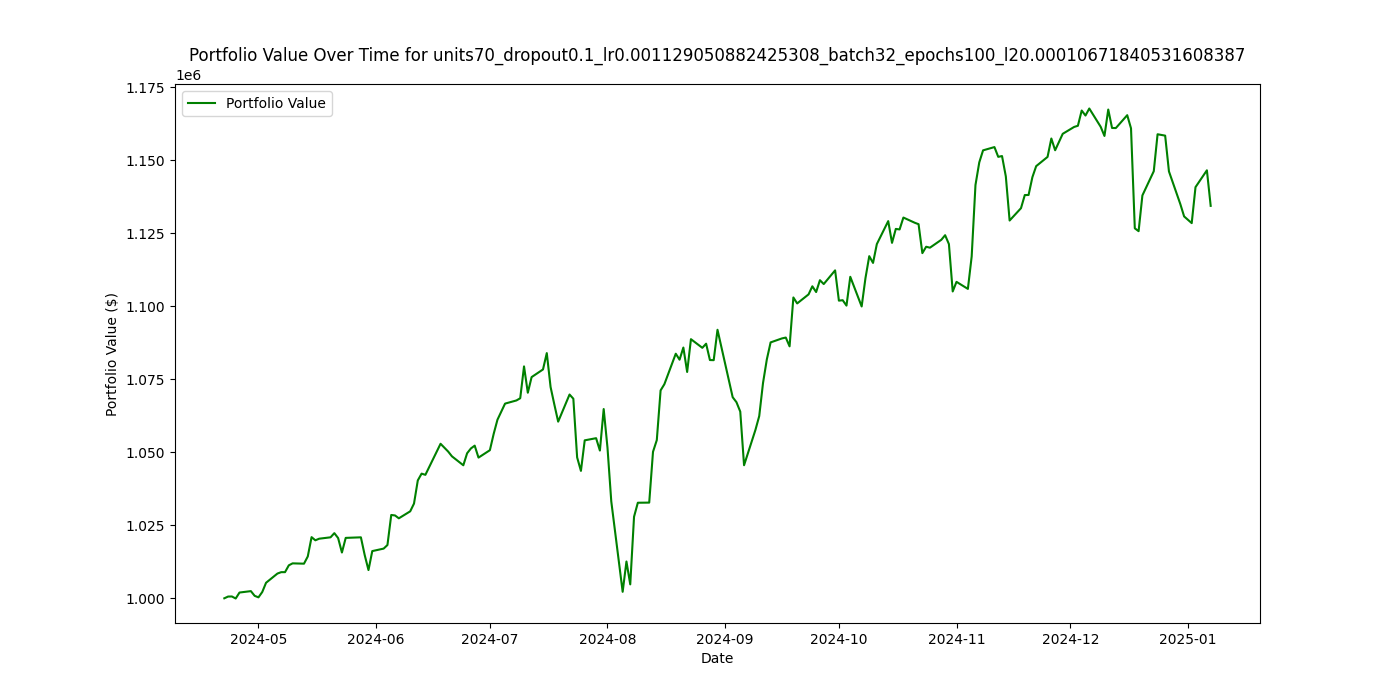 Portfolio Value Over Time for units70_dropout0.1_lr0.001129050882425308_batch32_epochs100_l20.00010671840531608387
1e6
Portfolio Value
1.175
1.150
1.125
1.100
1.075
1.050
1.025
1.000
Portfolio Value ($)
2024-05 2024-06 2024-07 2024-08 2024-09 2024-10 2024-11 2024-12 2025-01
Date